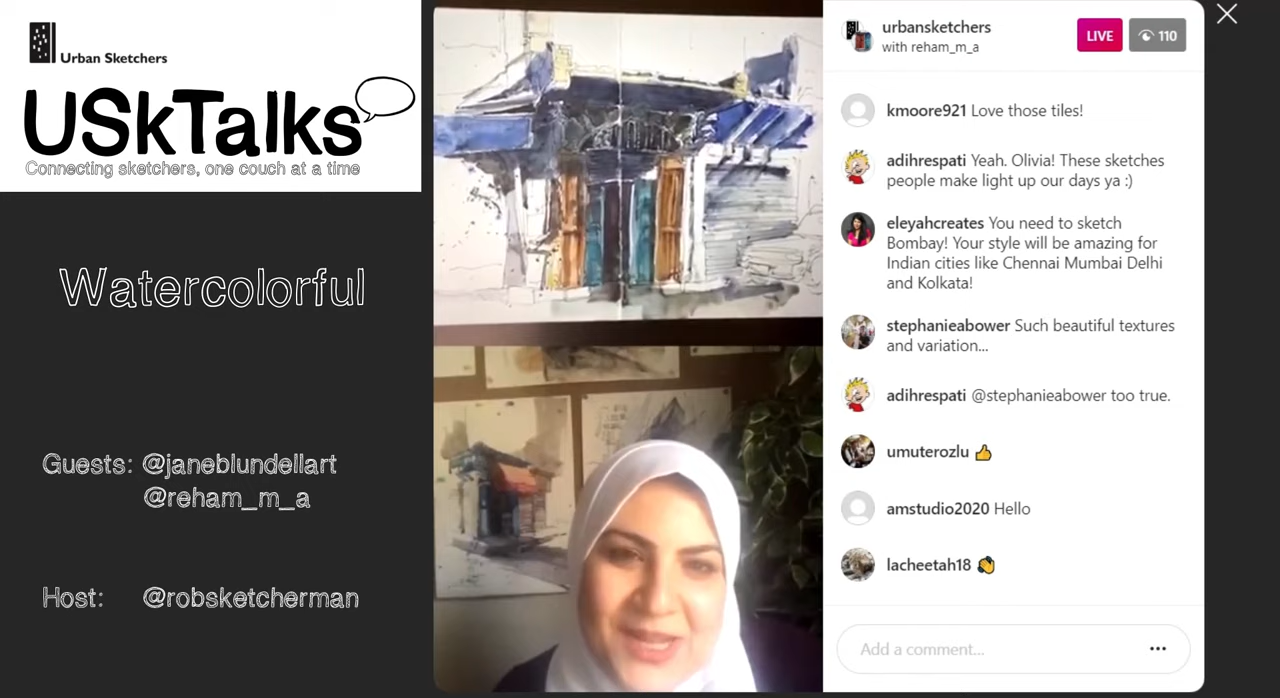 Urban Sketchers
USkTalks
Connecting sketchers, one couch at a time
Watercolorful
Guests: @janeblundellart
@reham_m_a
Host: @robsketcherman
urbansketchers
with reham_m_a
LIVE
110
kmoore921 Love those tiles!
adihrespati Yeah. Olivia! These sketches
people make light up our days ya :)
eleyahcreates You need to sketch
Bombay! Your style will be amazing for
Indian cities like Chennai Mumbai Delhi
and Kolkata!
stephanieabower Such beautiful textures
and variation...
adihrespati @stephanieabower too true.
umuterozlu 👍
amstudio2020 Hello
lacheetah18 👏
Add a comment...